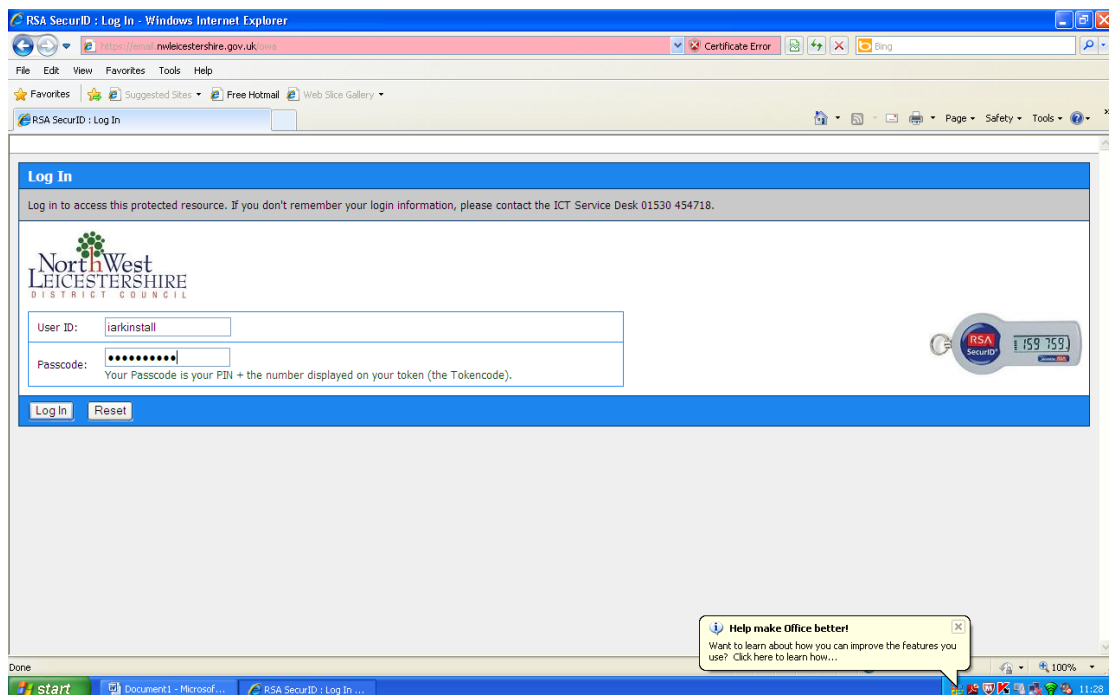 RSA SecurID : Log In - Windows Internet Explorer
https://email.nwleicestershire.gov.uk/owa
Certificate Error
Bing
File Edit View Favorites Tools Help
Favorites Suggested Sites Free Hotmail Web Slice Gallery
RSA SecurID : Log In
Page Safety Tools
Log In
Log in to access this protected resource. If you don't remember your login information, please contact the ICT Service Desk 01530 454718.
NorthWest
LEICESTERSHIRE
DISTRICT COUNCIL
User ID: iarkinstall
Passcode: ••••••••••
Your Passcode is your PIN + the number displayed on your token (the Tokencode).
RSA
SecurID
159 759
Log In Reset
Help make Office better!
Want to learn about how you can improve the features you
use? Click here to learn how...
Done
100%
start Document1 - Microsof... RSA SecurID : Log In ... 11:28